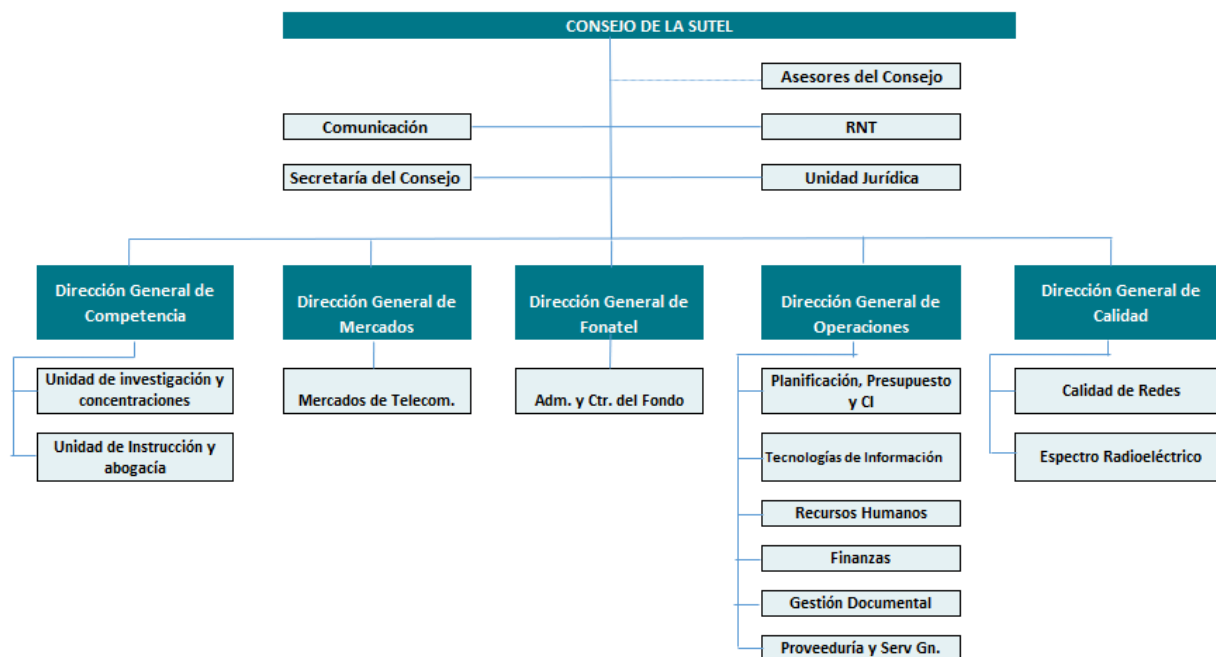 CONSEJO DE LA SUTEL
Asesores del Consejo
Comunicación
RNT
Secretaría del Consejo
Unidad Jurídica
Dirección General de
Competencia
Dirección General de
Mercados
Dirección General de
Fonatel
Dirección General de
Operaciones
Dirección General de
Calidad
Unidad de investigación y
concentraciones
Unidad de Instrucción y
abogacía
Mercados de Telecom.
Adm. y Ctr. del Fondo
Planificación, Presupuesto
y CI
Tecnologías de Información
Recursos Humanos
Finanzas
Gestión Documental
Proveeduría y Serv Gn.
Calidad de Redes
Espectro Radioeléctrico